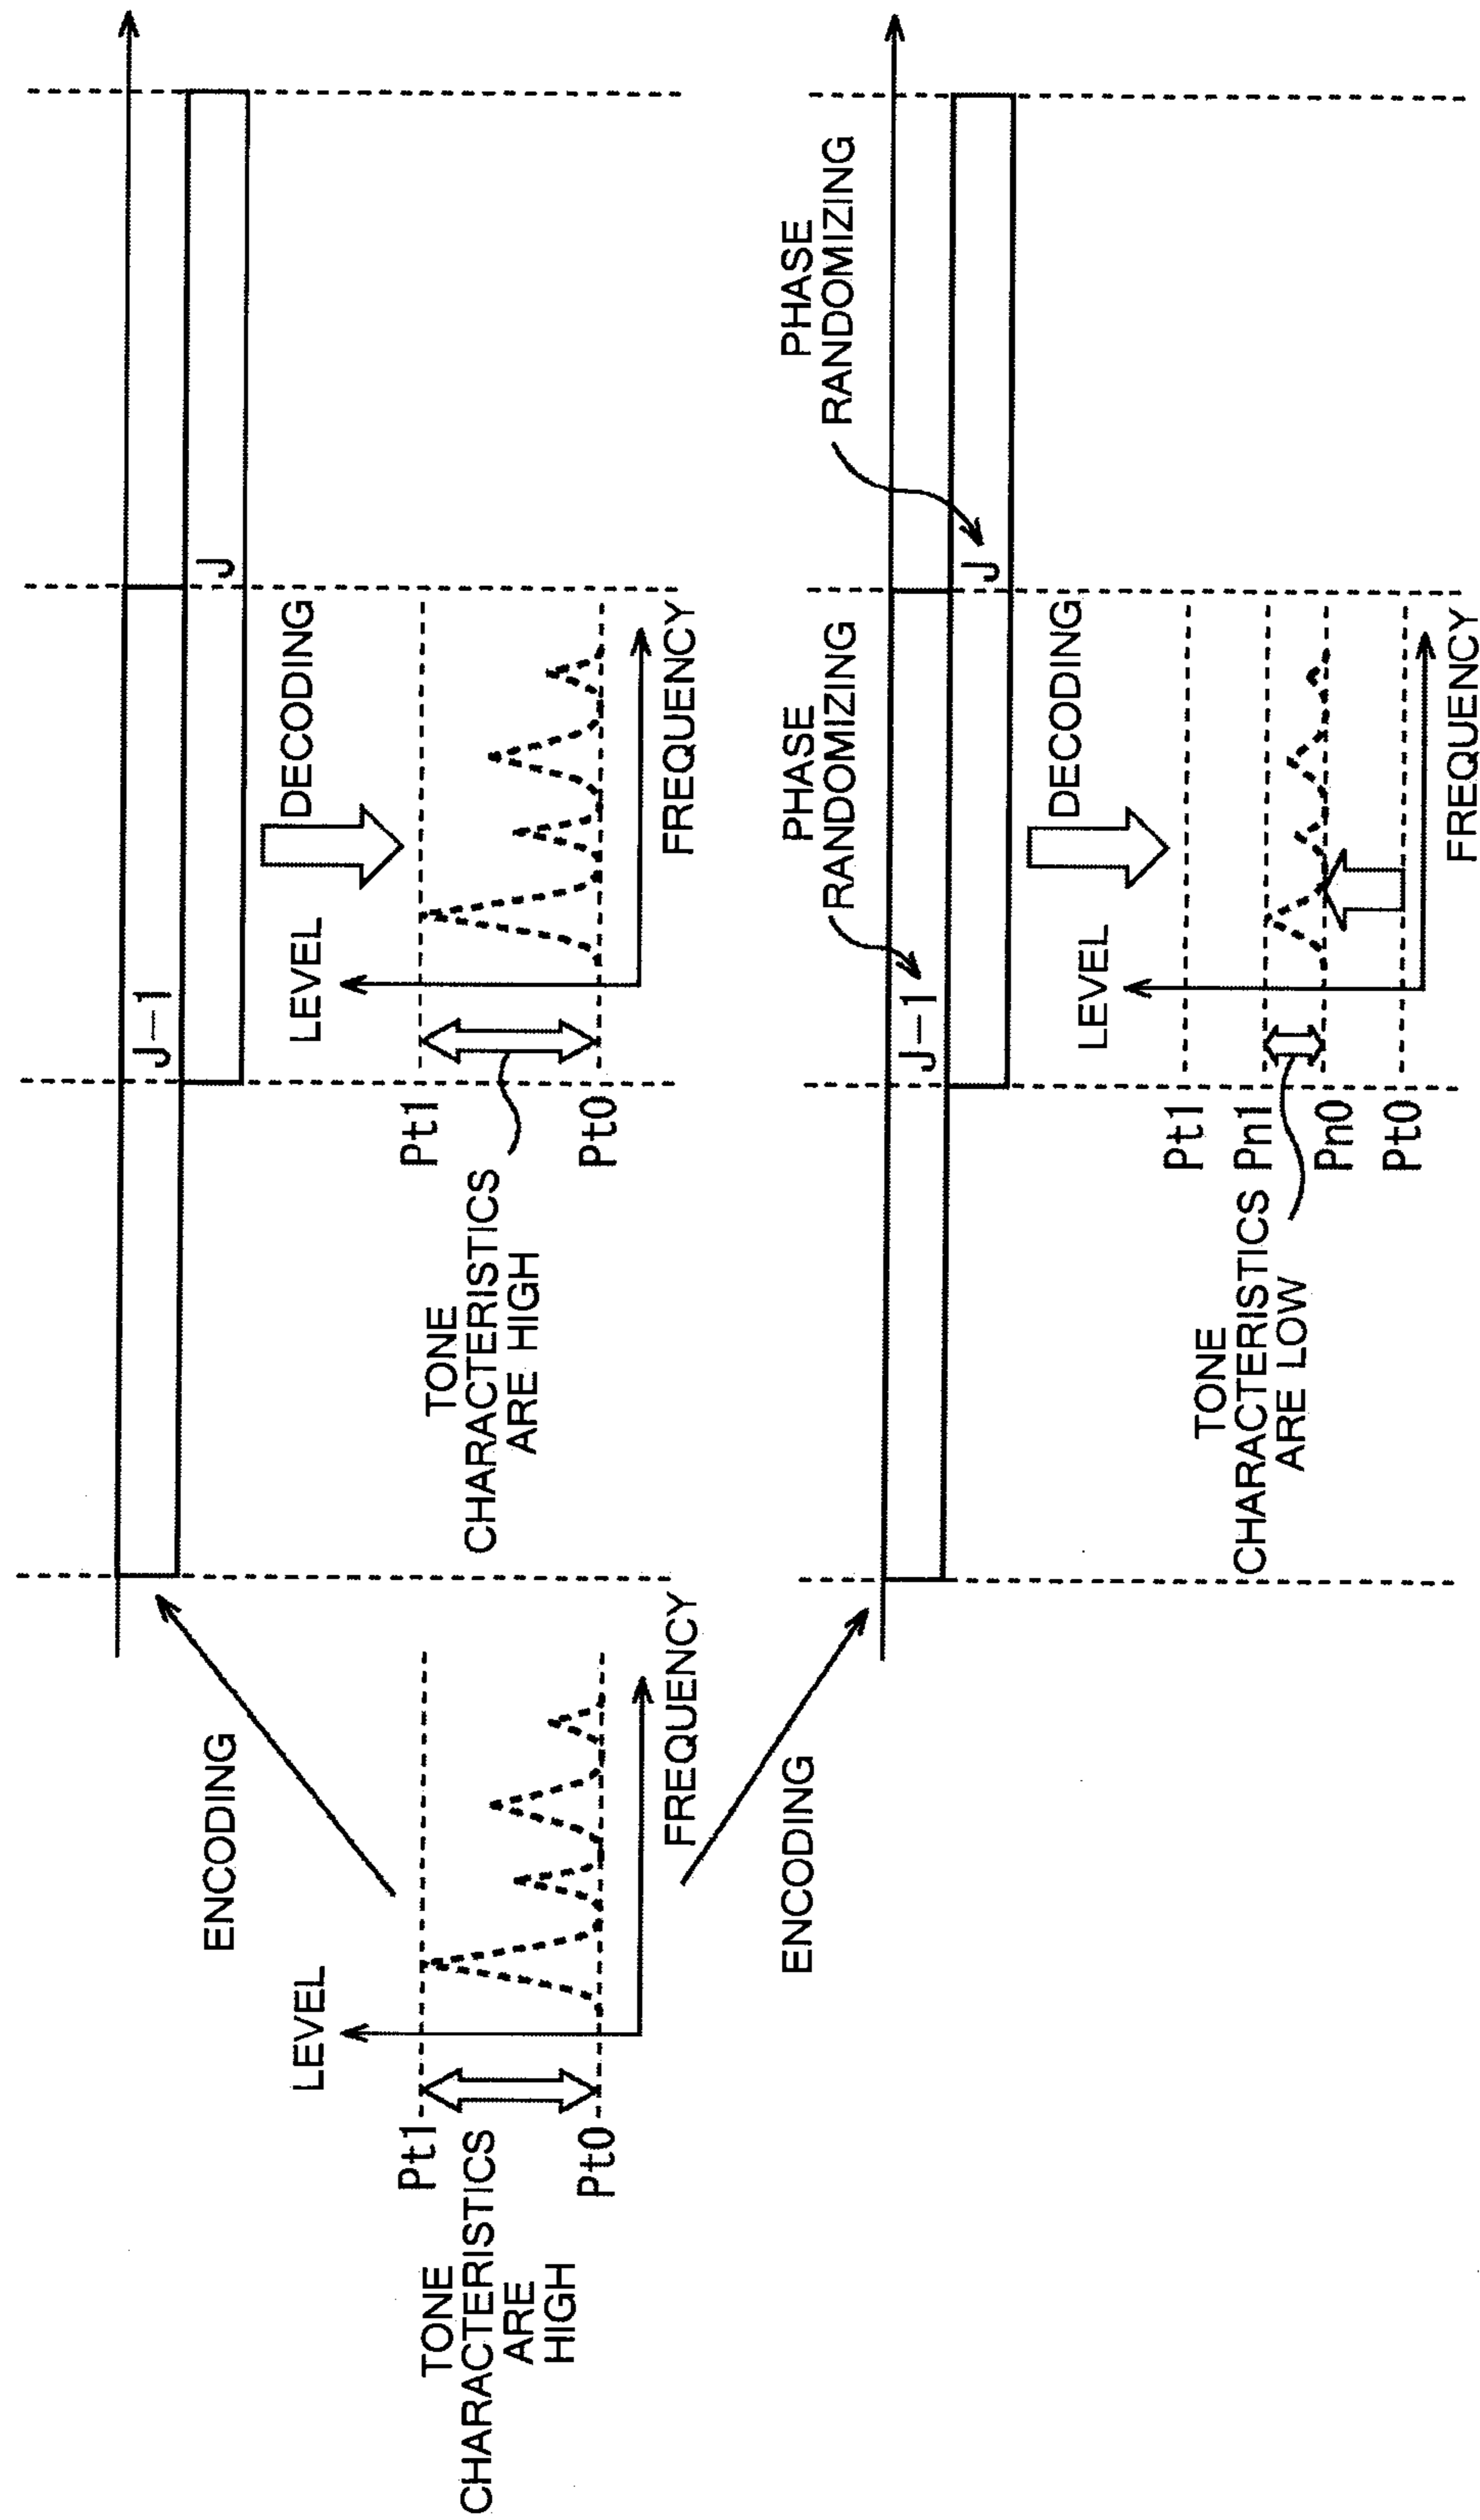 TONE
CHARACTERISTICS
ARE
HIGH
Pt1
Pt0
LEVEL
FREQUENCY
ENCODING
ENCODING
J-1
J
DECODING
LEVEL
Pt1
Pt0
TONE
CHARACTERISTICS
ARE HIGH
FREQUENCY
PHASE
RANDOMIZING
PHASE
RANDOMIZING
J-1
J
DECODING
LEVEL
Pt1
Pn1
Pn0
Pt0
TONE
CHARACTERISTICS
ARE LOW
FREQUENCY